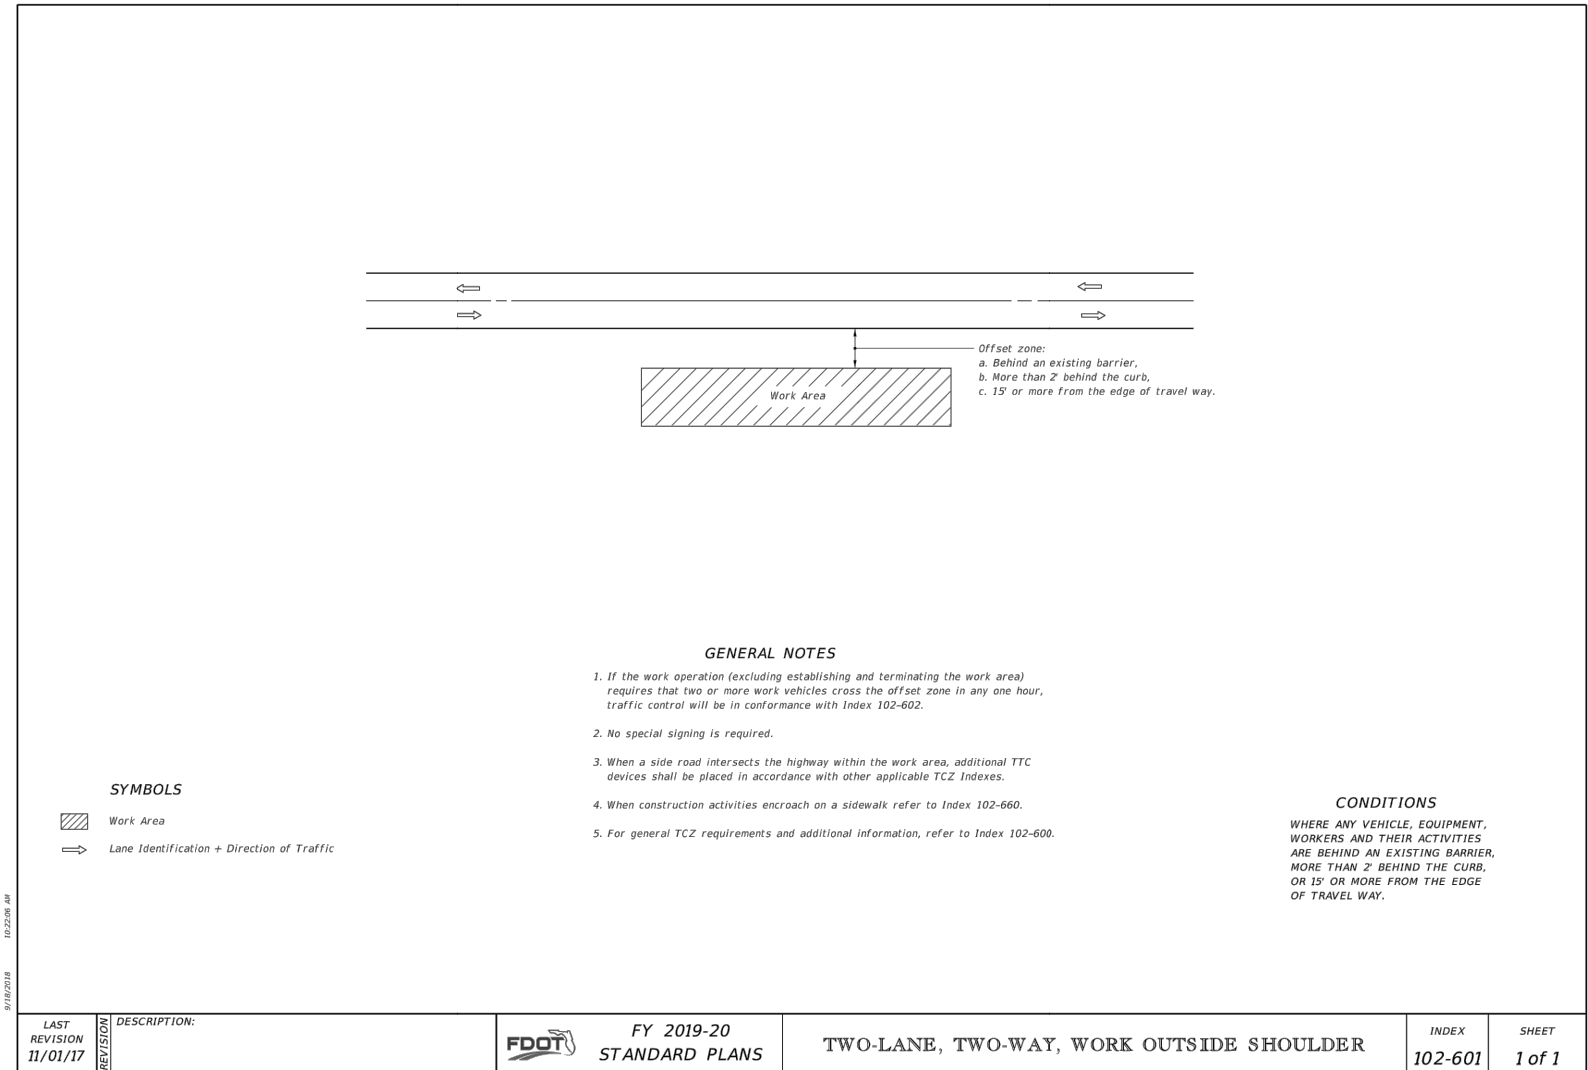 Offset zone:
a. Behind an existing barrier,
b. More than 2' behind the curb,
c. 15' or more from the edge of travel way.
Work Area
GENERAL NOTES
1. If the work operation (excluding establishing and terminating the work area)
requires that two or more work vehicles cross the offset zone in any one hour,
traffic control will be in conformance with Index 102-602.
2. No special signing is required.
3. When a side road intersects the highway within the work area, additional TTC
devices shall be placed in accordance with other applicable TCZ Indexes.
4. When construction activities encroach on a sidewalk refer to Index 102-660.
5. For general TCZ requirements and additional information, refer to Index 102-600.
SYMBOLS
Work Area
Lane Identification + Direction of Traffic
CONDITIONS
WHERE ANY VEHICLE, EQUIPMENT,
WORKERS AND THEIR ACTIVITIES
ARE BEHIND AN EXISTING BARRIER,
MORE THAN 2' BEHIND THE CURB,
OR 15' OR MORE FROM THE EDGE
OF TRAVEL WAY.
9/18/2018 10:22:06 AM
LAST
REVISION
11/01/17
REVISION
DESCRIPTION:
FDOT
FY 2019-20
STANDARD PLANS
TWO-LANE, TWO-WAY, WORK OUTSIDE SHOULDER
INDEX
102-601
SHEET
1 of 1